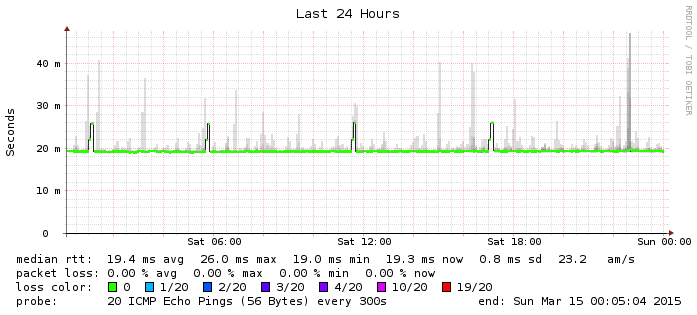 Last 24 Hours
RRDTOOL / TOBI OETIKER
Seconds
40 m
30 m
20 m
10 m
0
Sat 06:00 Sat 12:00 Sat 18:00 Sun 00:00
median rtt: 19.4 ms avg 26.0 ms max 19.0 ms min 19.3 ms now 0.8 ms sd 23.2 am/s
packet loss: 0.00 % avg 0.00 % max 0.00 % min 0.00 % now
loss color: 0 1/20 2/20 3/20 4/20 10/20 19/20
probe: 20 ICMP Echo Pings (56 Bytes) every 300s end: Sun Mar 15 00:05:04 2015